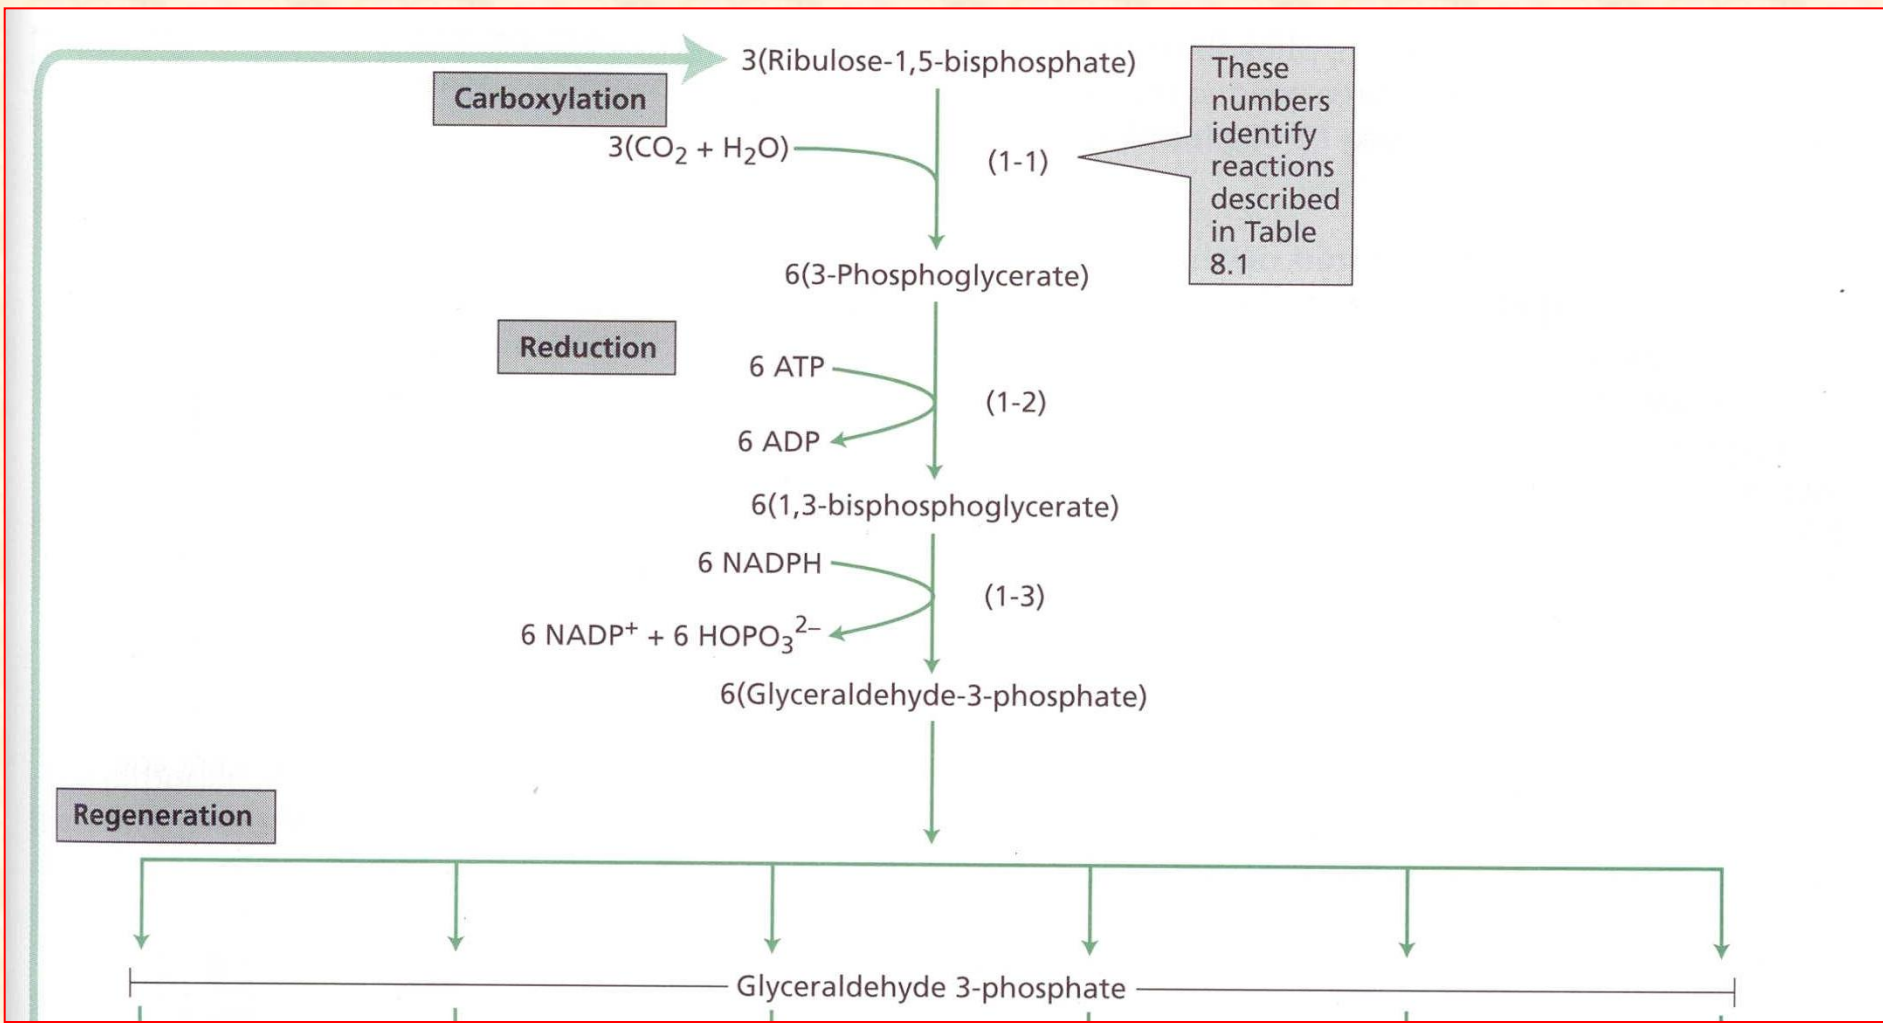 3(Ribulose-1,5-bisphosphate)
These
numbers
identify
reactions
described
in Table
8.1
Carboxylation
3(CO₂ + H₂O)
(1-1)
6(3-Phosphoglycerate)
Reduction
6 ATP
(1-2)
6 ADP
6(1,3-bisphosphoglycerate)
6 NADPH
(1-3)
6 NADP⁺ + 6 HOPO₃²⁻
6(Glyceraldehyde-3-phosphate)
Regeneration
Glyceraldehyde 3-phosphate